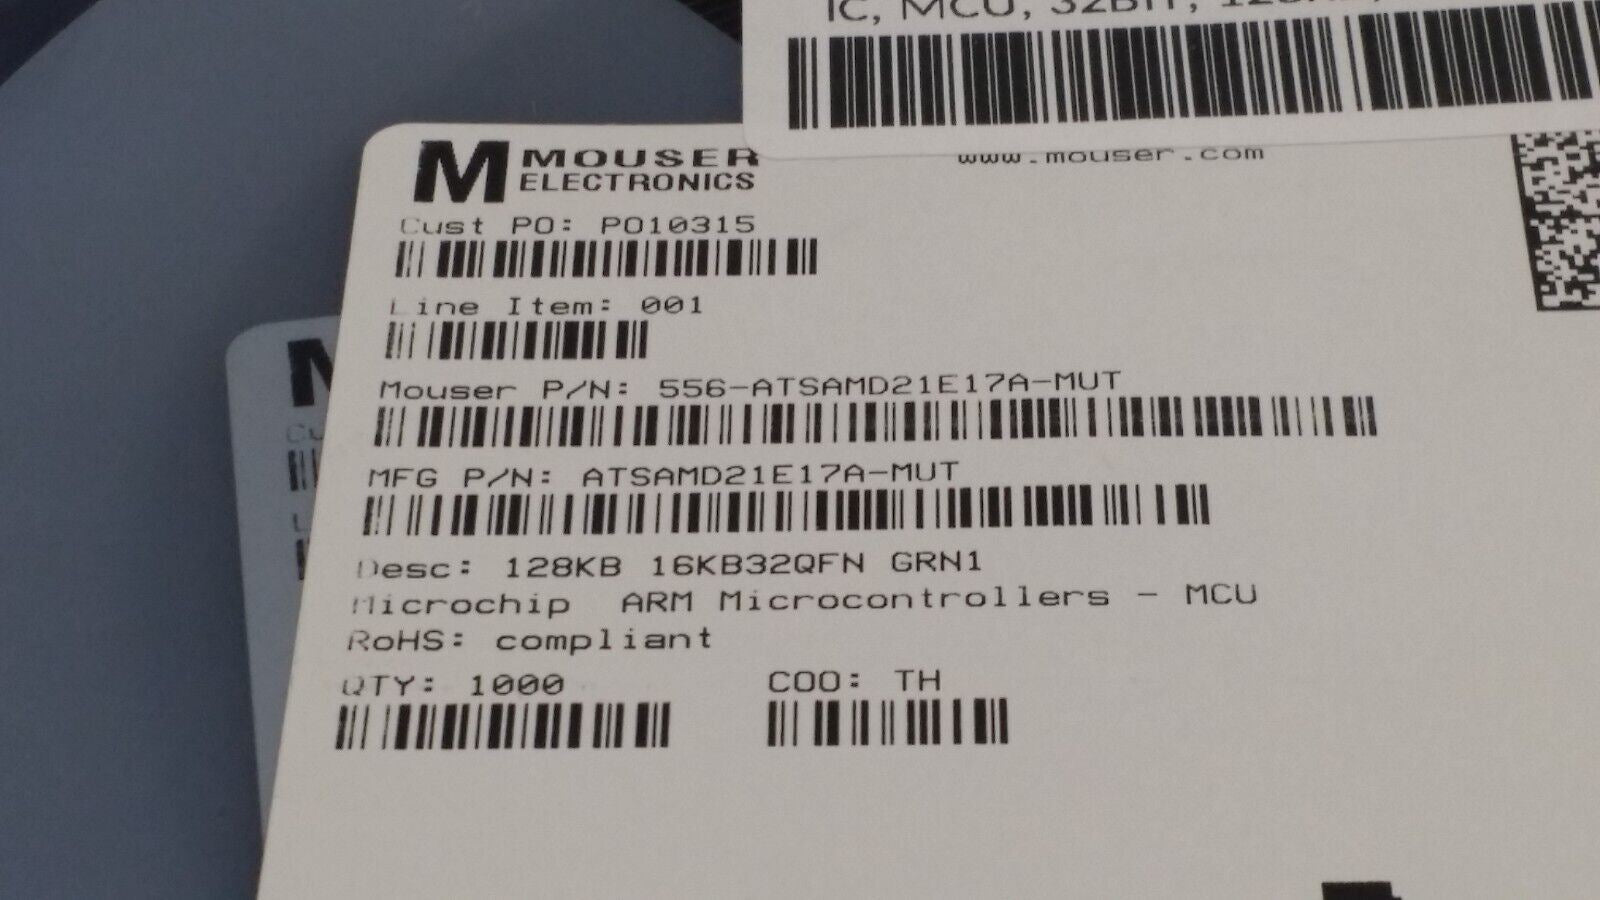 IC, MCU, 32BIT,
M MOUSER
ELECTRONICS
www.mouser.com
Cust PO: PO10315
Line Item: 001
Mouser P/N: 556-ATSAMD21E17A-MUT
MFG P/N: ATSAMD21E17A-MUT
Desc: 128KB 16KB32QFN GRN1
Microchip ARM Microcontrollers - MCU
RoHS: compliant
QTY: 1000 COO: TH